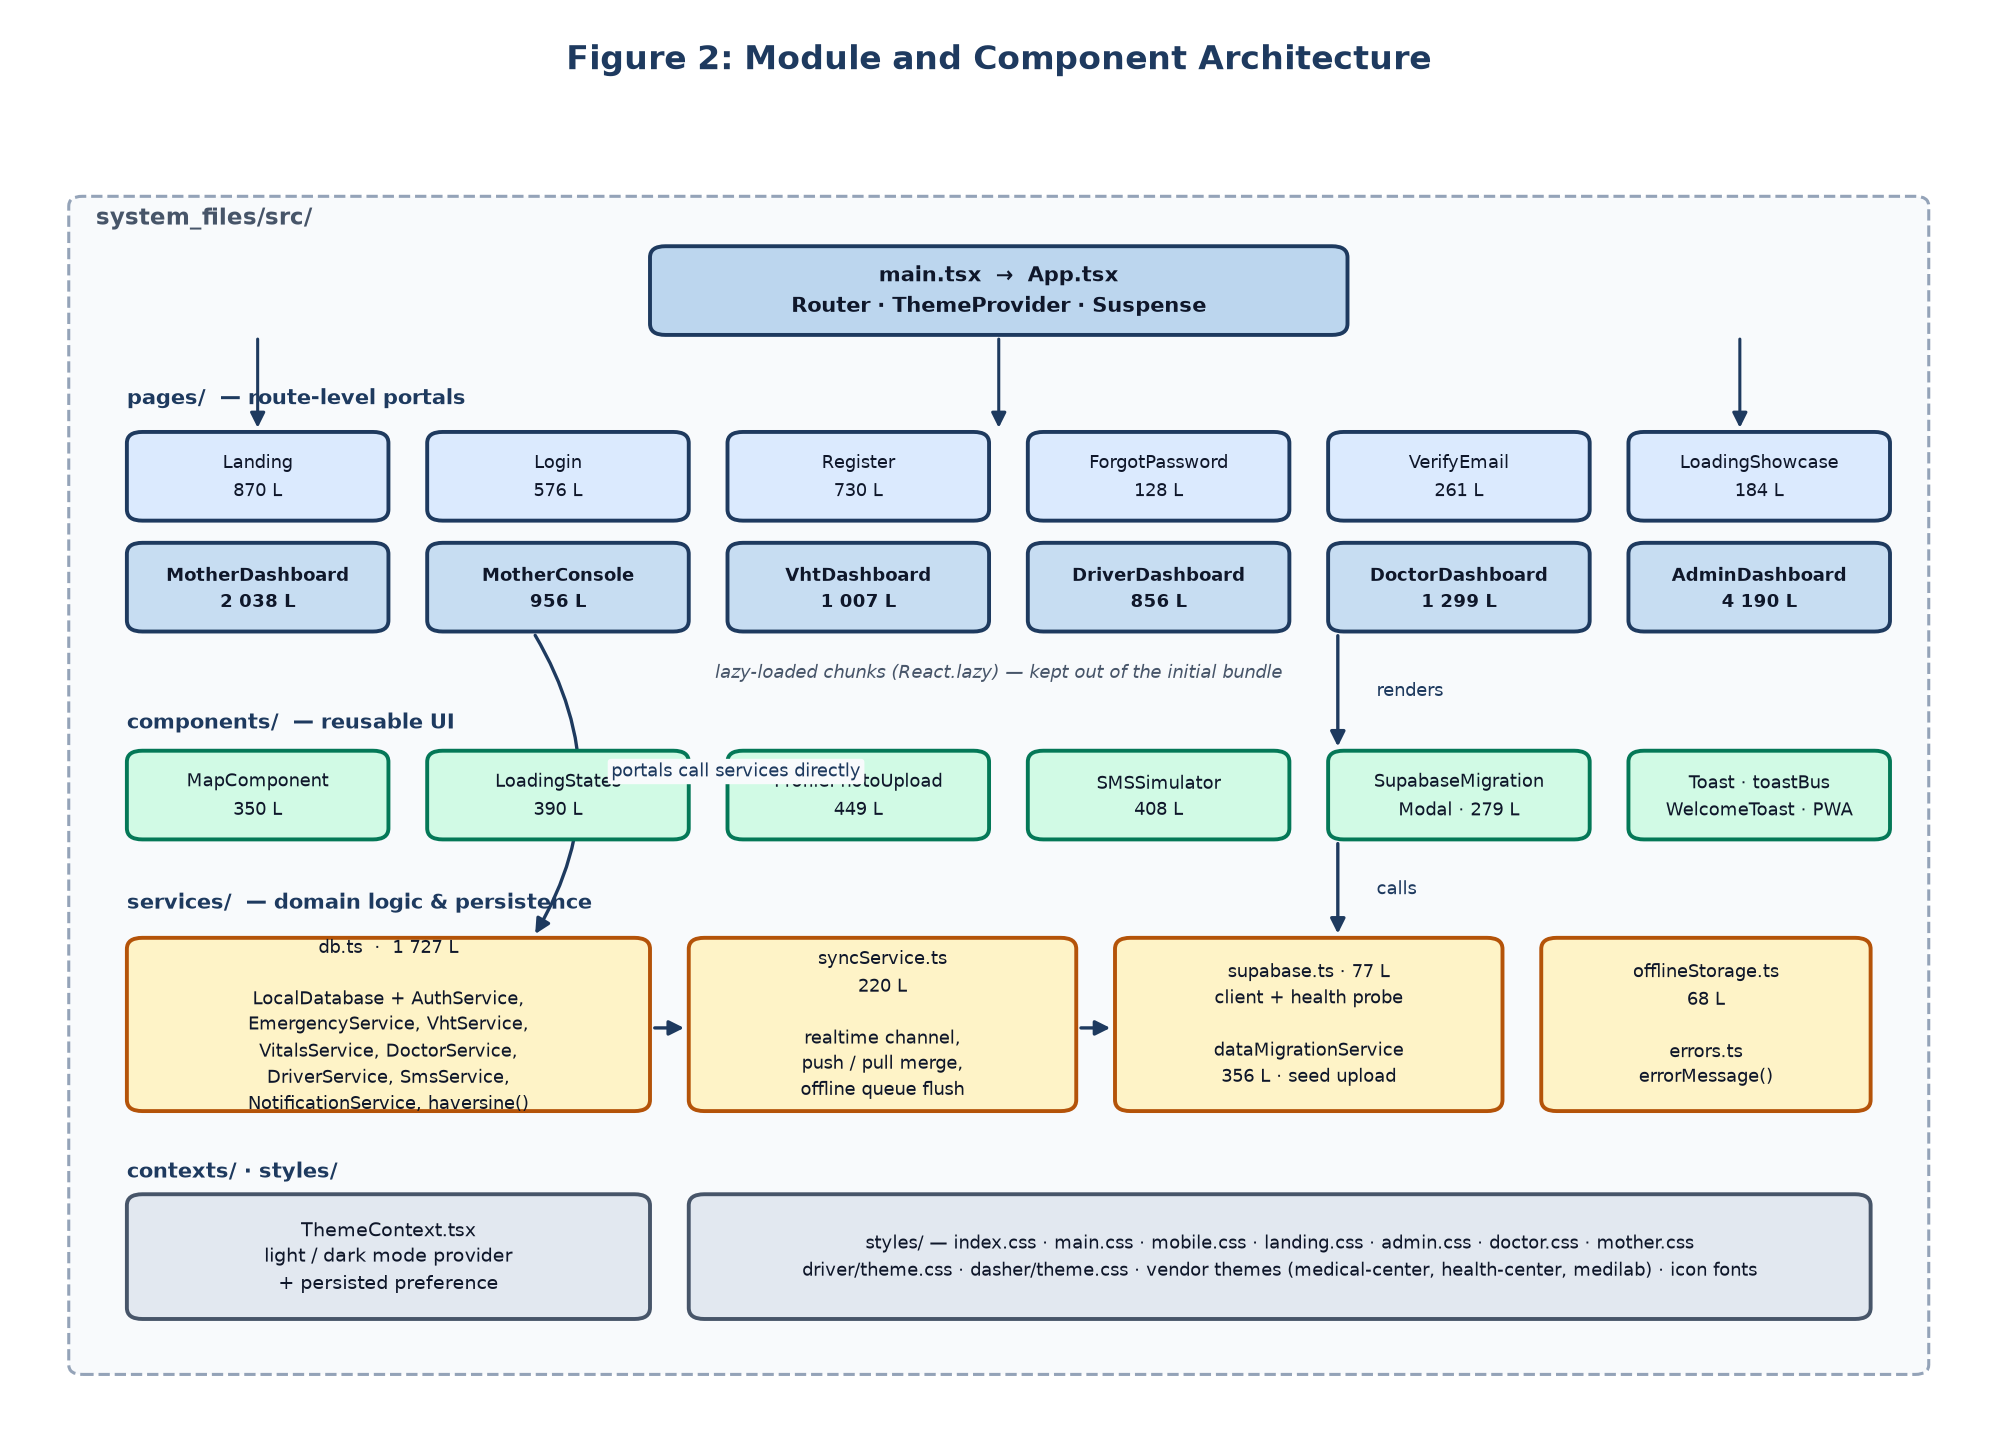 Figure 2: Module and Component Architecture
system_files/src/
main.tsx → App.tsx
Router · ThemeProvider · Suspense
pages/ — route-level portals
Landing
870 L
Login
576 L
Register
730 L
ForgotPassword
128 L
VerifyEmail
261 L
LoadingShowcase
184 L
MotherDashboard
2 038 L
MotherConsole
956 L
VhtDashboard
1 007 L
DriverDashboard
856 L
DoctorDashboard
1 299 L
AdminDashboard
4 190 L
lazy-loaded chunks (React.lazy) — kept out of the initial bundle
renders
components/ — reusable UI
MapComponent
350 L
LoadingStates
390 L
portals call services directly
ProfilePhotoUpload
449 L
SMSSimulator
408 L
SupabaseMigration
Modal · 279 L
Toast · toastBus
WelcomeToast · PWA
calls
services/ — domain logic & persistence
db.ts · 1 727 L
LocalDatabase + AuthService,
EmergencyService, VhtService,
VitalsService, DoctorService,
DriverService, SmsService,
NotificationService, haversine()
syncService.ts
220 L
realtime channel,
push / pull merge,
offline queue flush
supabase.ts · 77 L
client + health probe
dataMigrationService
356 L · seed upload
offlineStorage.ts
68 L
errors.ts
errorMessage()
contexts/ · styles/
ThemeContext.tsx
light / dark mode provider
+ persisted preference
styles/ — index.css · main.css · mobile.css · landing.css · admin.css · doctor.css · mother.css
driver/theme.css · dasher/theme.css · vendor themes (medical-center, health-center, medilab) · icon fonts